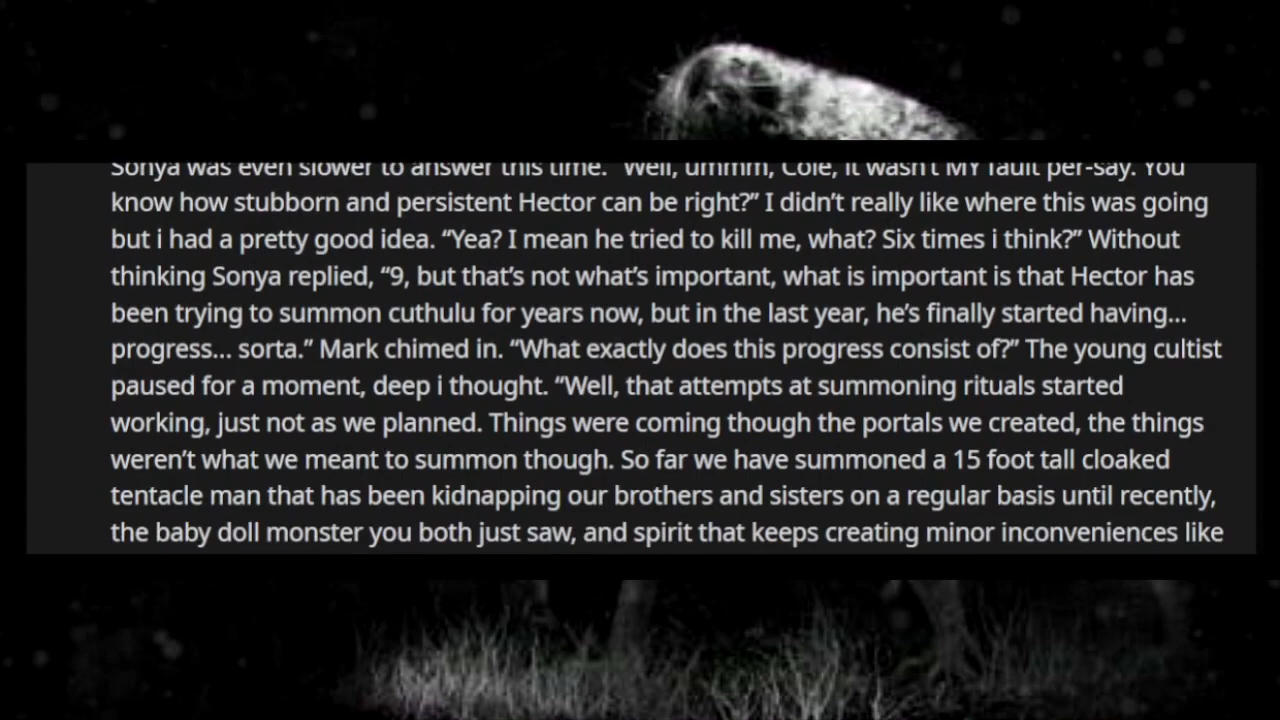 Sonya was even slower to answer this time. “Well, ummm, Cole, it wasn’t MY fault per-say. You
know how stubborn and persistent Hector can be right?” I didn’t really like where this was going
but i had a pretty good idea. “Yea? I mean he tried to kill me, what? Six times i think?” Without
thinking Sonya replied, “9, but that’s not what’s important, what is important is that Hector has
been trying to summon cuthulu for years now, but in the last year, he’s finally started having...
progress... sorta.” Mark chimed in. “What exactly does this progress consist of?” The young cultist
paused for a moment, deep i thought. “Well, that attempts at summoning rituals started
working, just not as we planned. Things were coming though the portals we created, the things
weren’t what we meant to summon though. So far we have summoned a 15 foot tall cloaked
tentacle man that has been kidnapping our brothers and sisters on a regular basis until recently,
the baby doll monster you both just saw, and spirit that keeps creating minor inconveniences like